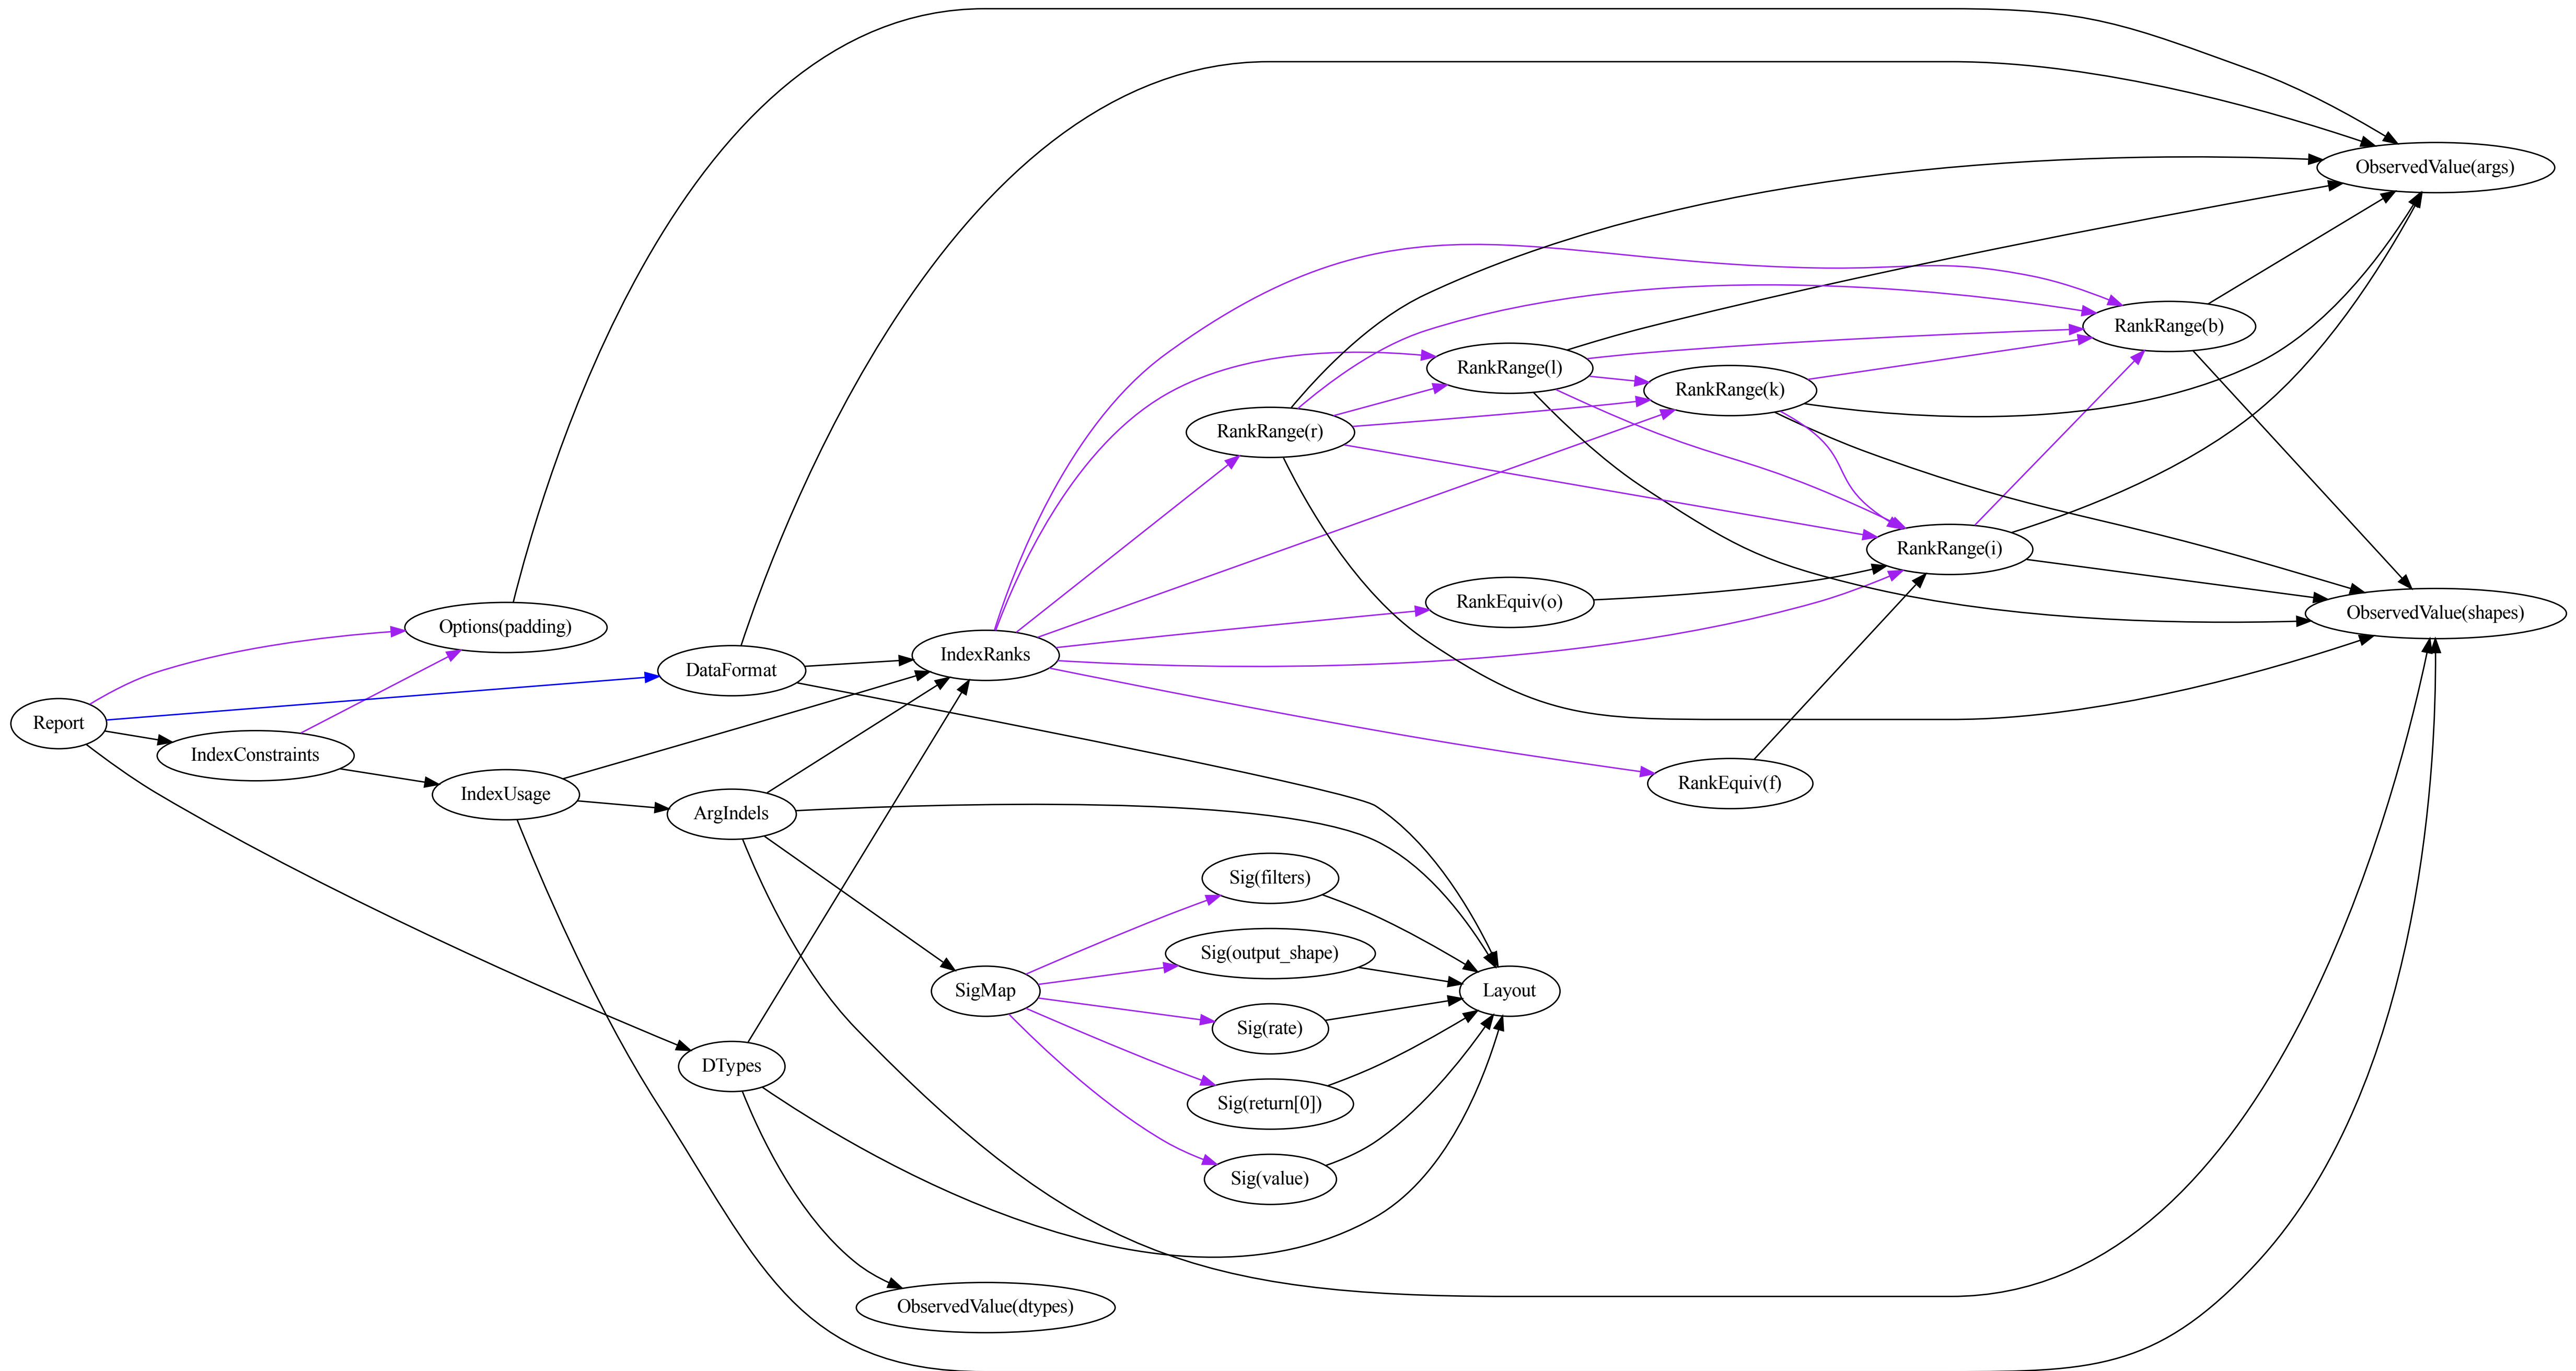 ObservedValue(args)
RankRange(b)
RankRange(l)
RankRange(k)
RankRange(r)
RankRange(i)
RankEquiv(o)
ObservedValue(shapes)
Options(padding)
IndexRanks
DataFormat
Report
IndexConstraints
RankEquiv(f)
IndexUsage
ArgIndels
Sig(filters)
Sig(output_shape)
SigMap
Layout
Sig(rate)
DTypes
Sig(return[0])
Sig(value)
ObservedValue(dtypes)